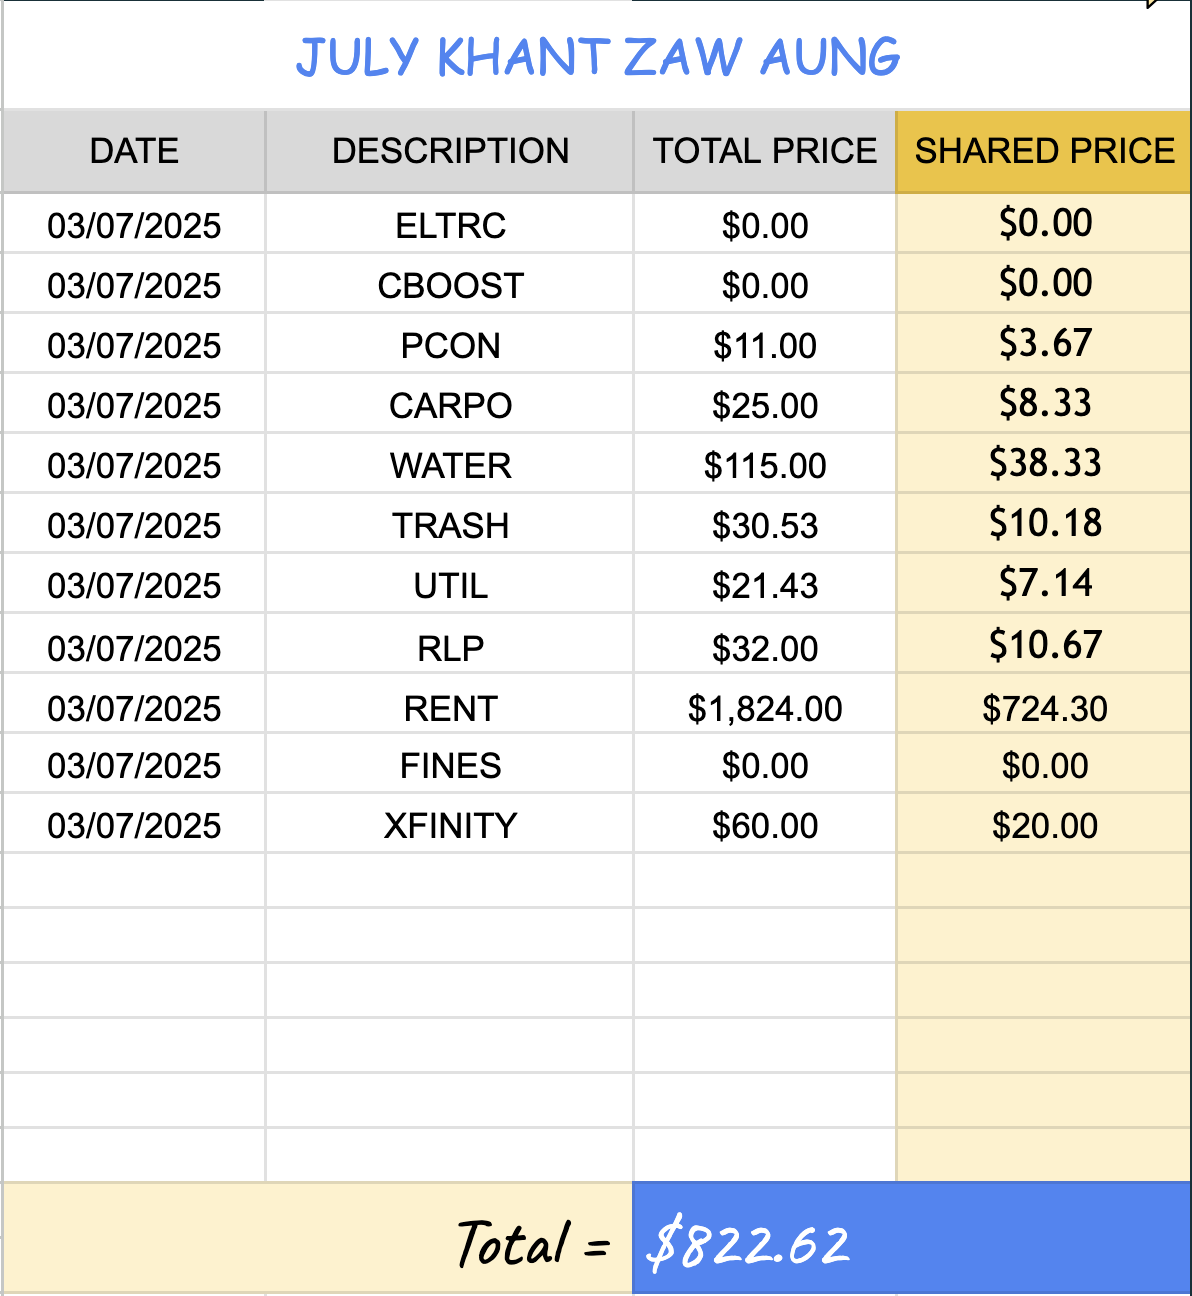 JULY KHANT ZAW AUNG
DATE DESCRIPTION TOTAL PRICE SHARED PRICE
03/07/2025 ELTRC $0.00 $0.00
03/07/2025 CBOOST $0.00 $0.00
03/07/2025 PCON $11.00 $3.67
03/07/2025 CARPO $25.00 $8.33
03/07/2025 WATER $115.00 $38.33
03/07/2025 TRASH $30.53 $10.18
03/07/2025 UTIL $21.43 $7.14
03/07/2025 RLP $32.00 $10.67
03/07/2025 RENT $1,824.00 $724.30
03/07/2025 FINES $0.00 $0.00
03/07/2025 XFINITY $60.00 $20.00
Total = $822.62